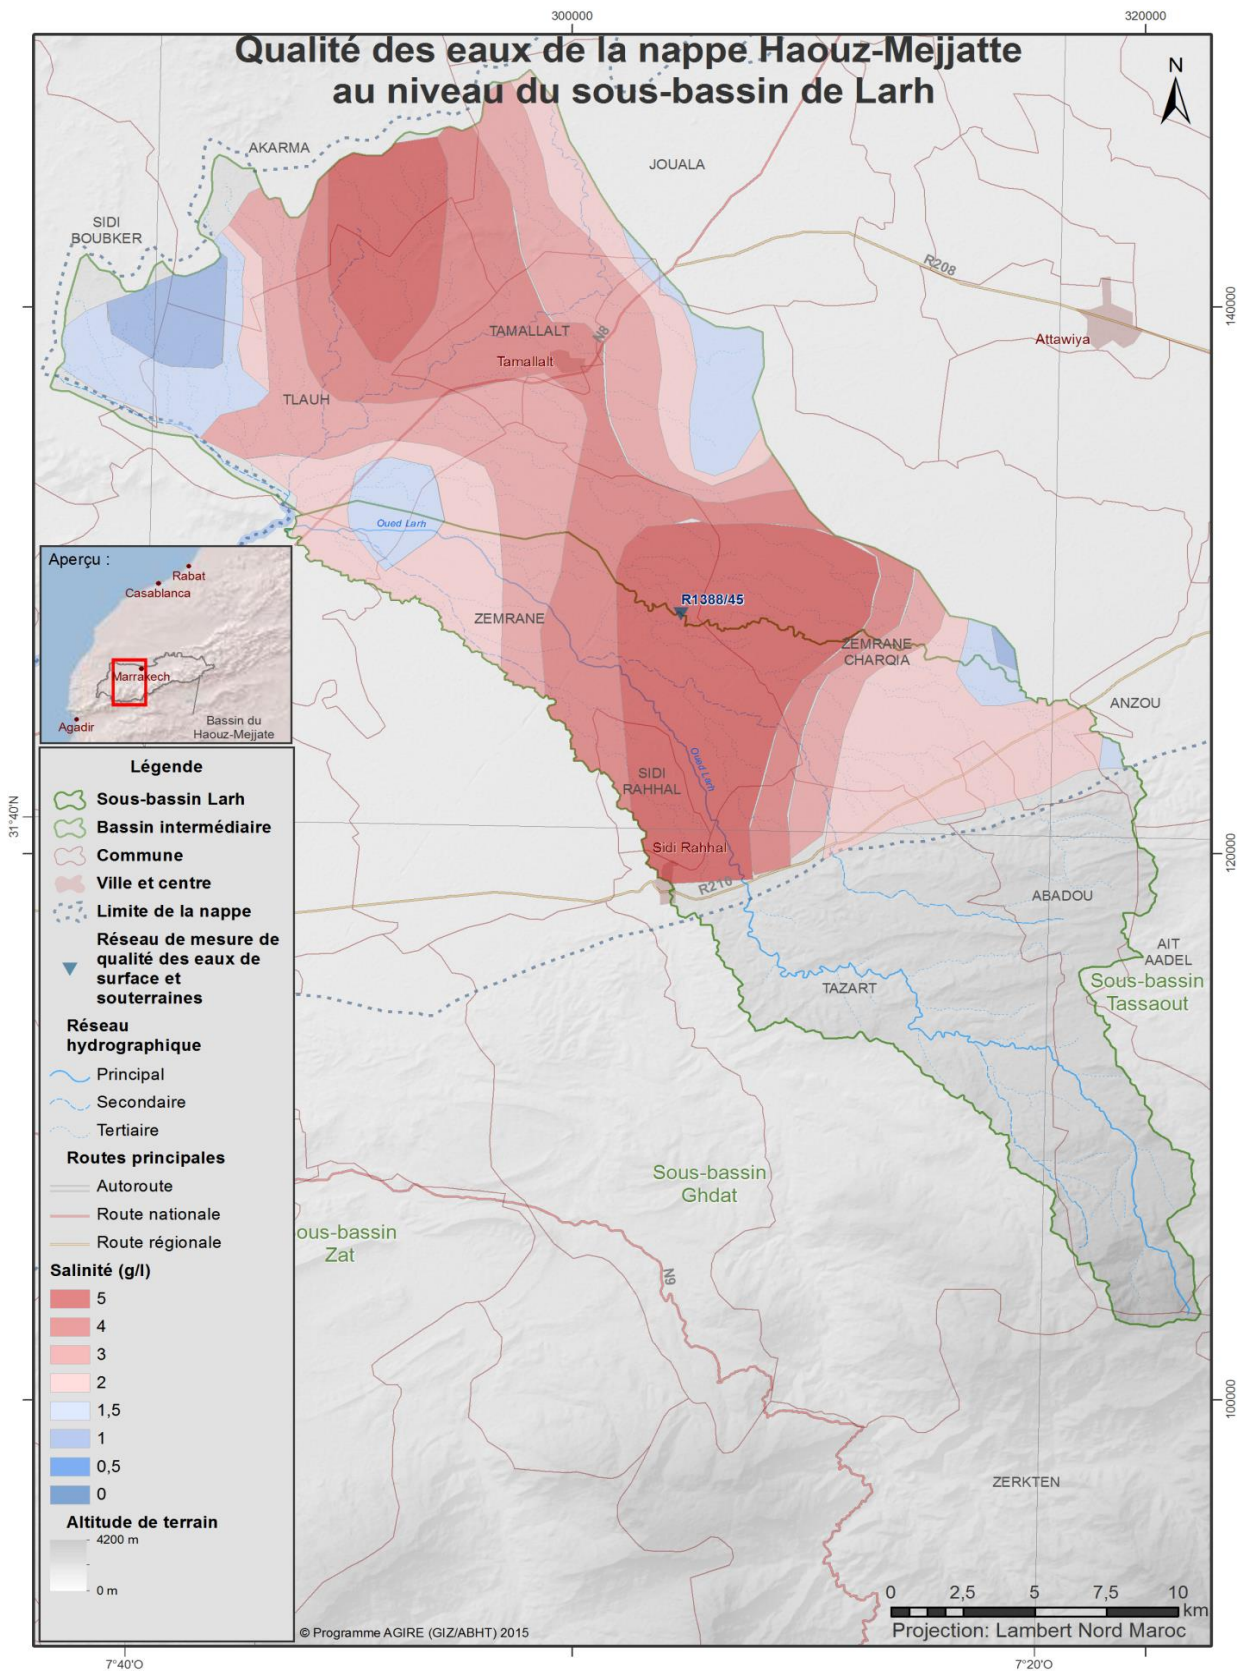 300000
320000
Qualité des eaux de la nappe Haouz-Mejjatte
au niveau du sous-bassin de Larh
N
AKARMA
JOUALA
SIDI
BOUBKER
R208
140000
Attawiya
TAMALLALT
N8
Tamallalt
TLAUH
Oued Larh
Aperçu :
Rabat
Casablanca
Marrakech
Agadir
Bassin du
Haouz-Mejjate
R1388/45
ZEMRANE
ZEMRANE
CHARQIA
ANZOU
Oued Larh
SIDI
RAHHAL
Sidi Rahhal
R210
31°40'N
120000
ABADOU
AIT
AADEL
TAZART
Sous-bassin
Tassaout
Sous-bassin
Ghdat
ous-bassin
Zat
N9
100000
ZERKTEN
Légende
Sous-bassin Larh
Bassin intermédiaire
Commune
Ville et centre
Limite de la nappe
Réseau de mesure de
qualité des eaux de
surface et
souterraines
Réseau
hydrographique
Principal
Secondaire
Tertiaire
Routes principales
Autoroute
Route nationale
Route régionale
Salinité (g/l)
5
4
3
2
1,5
1
0,5
0
Altitude de terrain
4200 m
0 m
© Programme AGIRE (GIZ/ABHT) 2015
0 2,5 5 7,5 10
km
Projection: Lambert Nord Maroc
7°40'O
7°20'O